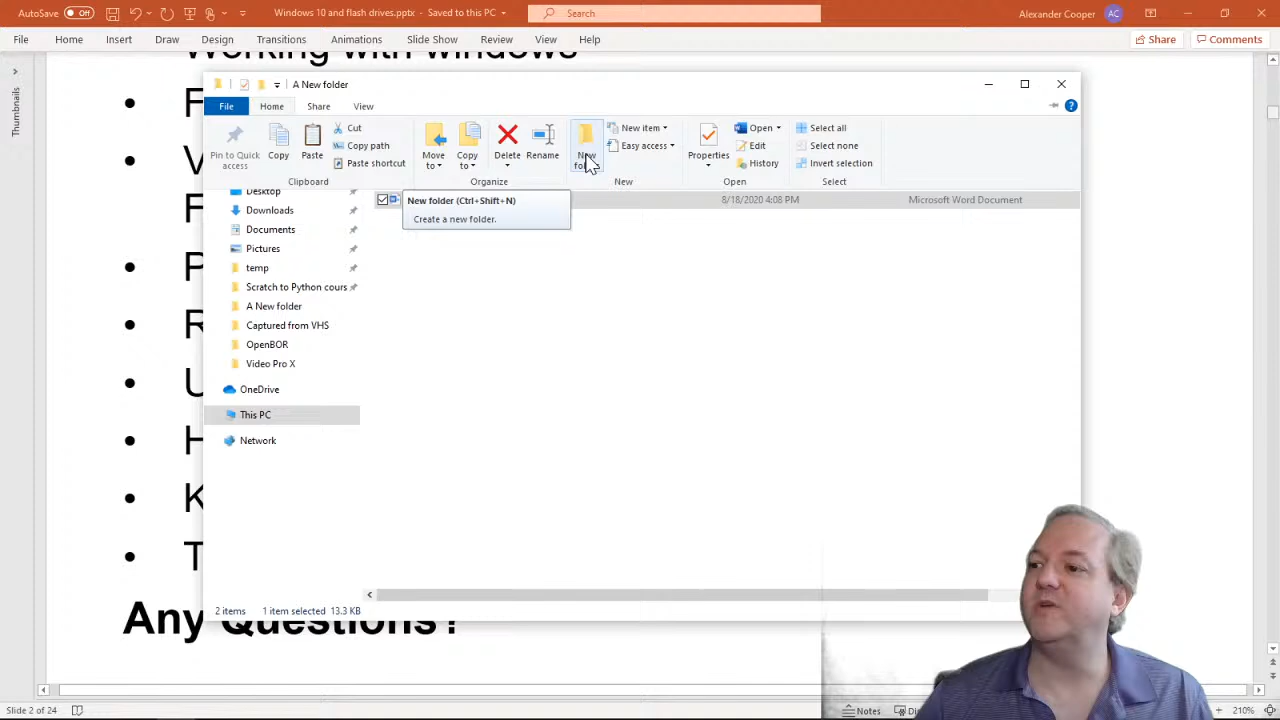 AutoSave Off Windows 10 and flash drives.pptx - Saved to this PC Search Alexander Cooper AC
File Home Insert Draw Design Transitions Animations Slide Show Review View Help Share Comments
Tutorials
Working with windows
A New folder
File Home Share View
Pin to Quick access
Copy
Paste
Cut
Copy path
Paste shortcut
Clipboard
Move to
Copy to
Delete
Rename
Organize
New folder
New item
Easy access
New
Properties
Open
Edit
History
Open
Select all
Select none
Invert selection
Select
Desktop
Downloads
Documents
Pictures
temp
Scratch to Python cours
A New folder
Captured from VHS
OpenBOR
Video Pro X
OneDrive
This PC
Network
New folder (Ctrl+Shift+N)
Create a new folder.
8/18/2020 4:08 PM Microsoft Word Document
2 items 1 item selected 13.3 KB
• F
• V
F
• P
• R
• U
• H
• K
• T
Any Questions?
Slide 2 of 24 Notes 210%